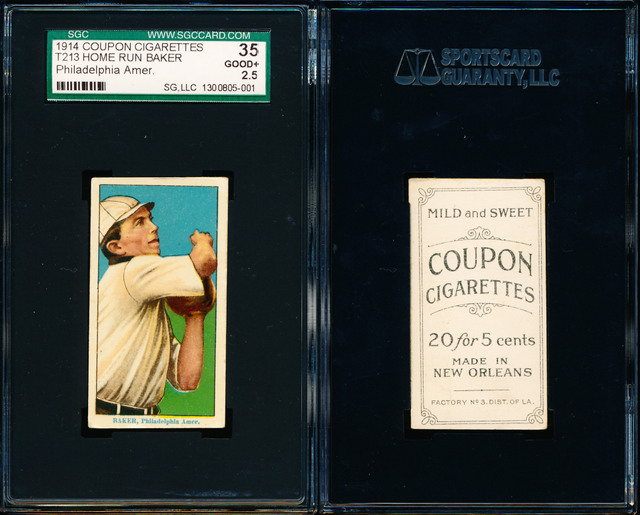 SGC WWW.SGCCARD.COM
1914 COUPON CIGARETTES 35
T213 HOME RUN BAKER GOOD+
Philadelphia Amer. 2.5
SG,LLC 1300805-001
BAKER, Philadelphia Amer.
SPORTSCARD
GUARANTY, LLC
MILD and SWEET
COUPON
CIGARETTES
20 for 5 cents
MADE IN
NEW ORLEANS
FACTORY Nº 3, DIST. OF LA.